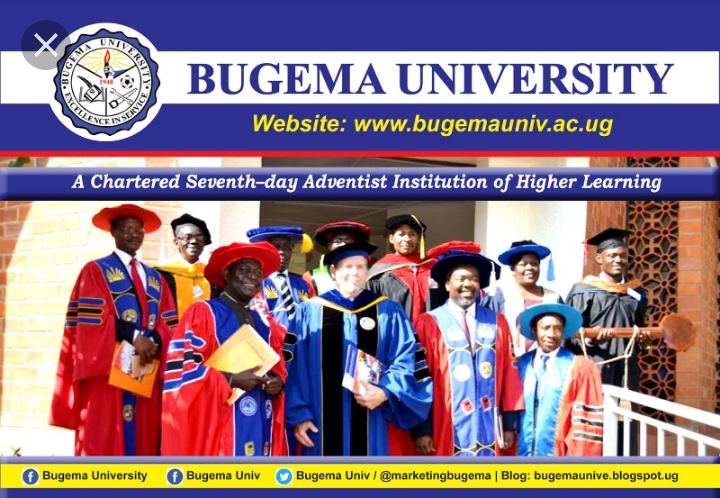 BUGEMA UNIVERSITY
1948
EXCELLENCE IN SERVICE
BUGEMA UNIVERSITY
Website: www.bugemauniv.ac.ug
A Chartered Seventh–day Adventist Institution of Higher Learning
Bugema University Bugema Univ Bugema Univ / @marketingbugema | Blog: bugemaunive.blogspot.ug